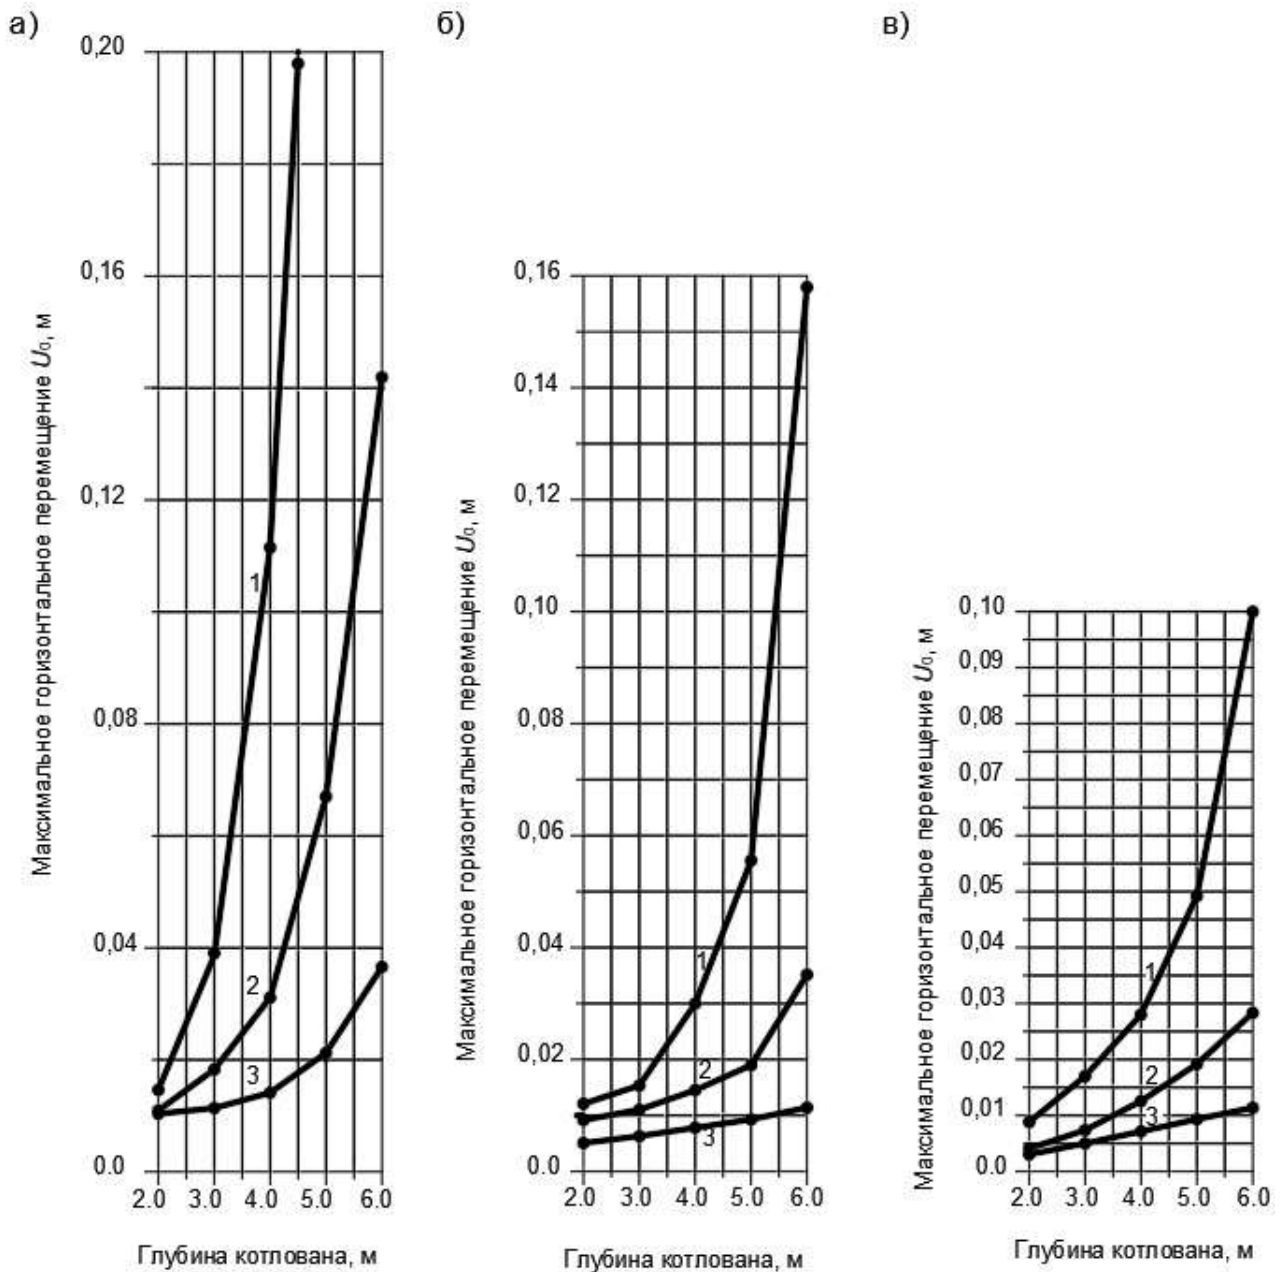 а)
0,20
0,16
0,12
0,08
0,04
0.0
2.0 3.0 4.0 5.0 6.0
1
2
3
Максимальное горизонтальное перемещение U0, м
Глубина котлована, м
б)
0,16
0,14
0,12
0,10
0,08
0,06
0,04
0,02
0.0
2.0 3.0 4.0 5.0 6.0
1
2
3
Максимальное горизонтальное перемещение U0, м
Глубина котлована, м
в)
0,10
0,09
0,08
0,07
0,06
0,05
0,04
0,03
0,02
0,01
0.0
2.0 3.0 4.0 5.0 6.0
1
2
3
Максимальное горизонтальное перемещение U0, м
Глубина котлована, м